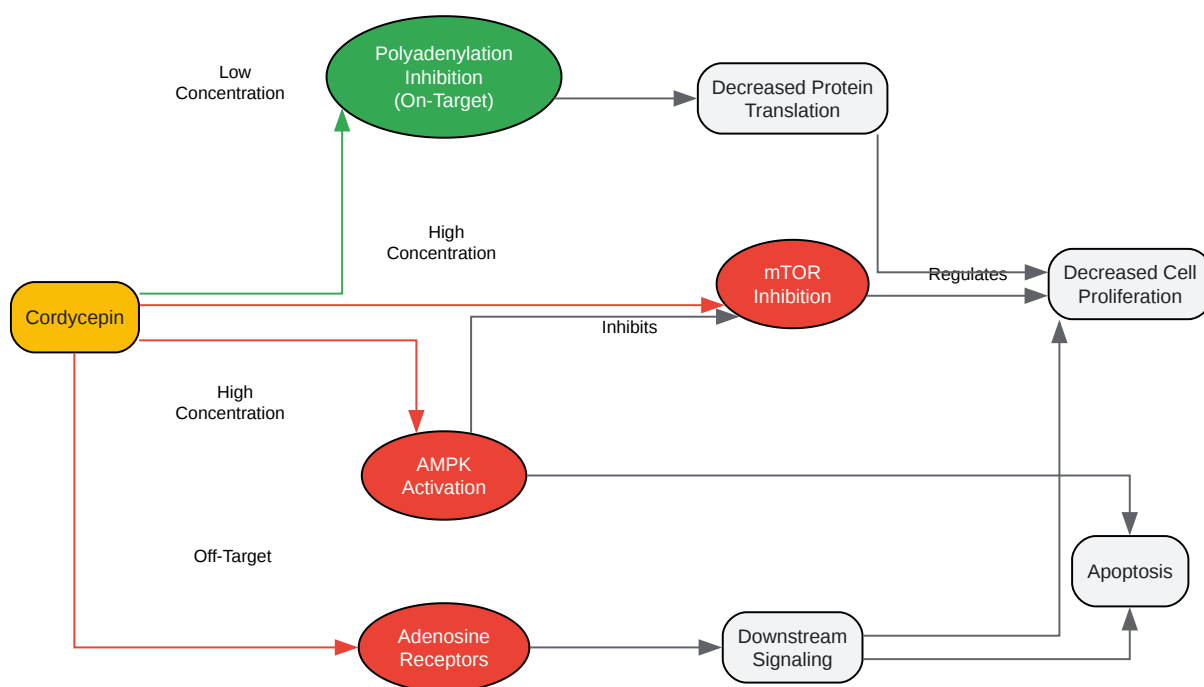 Polyadenylation
Inhibition
(On-Target)
Low
Concentration
Decreased Protein
Translation
High
Concentration
mTOR
Inhibition
Regulates
Decreased Cell
Proliferation
Cordycepin
Inhibits
High
Concentration
AMPK
Activation
Off-Target
Apoptosis
Adenosine
Receptors
Downstream
Signaling